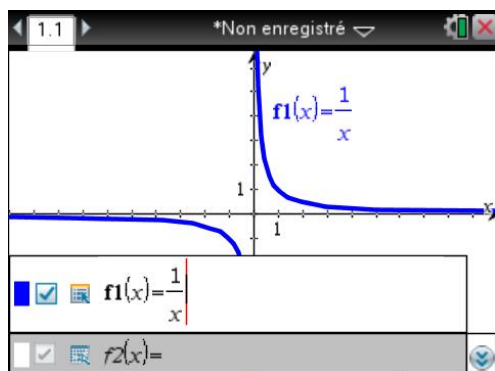 1.1 *Non enregistré
y
f1(x)=1/x
1
x
1
f1(x)=1/x
f2(x)=